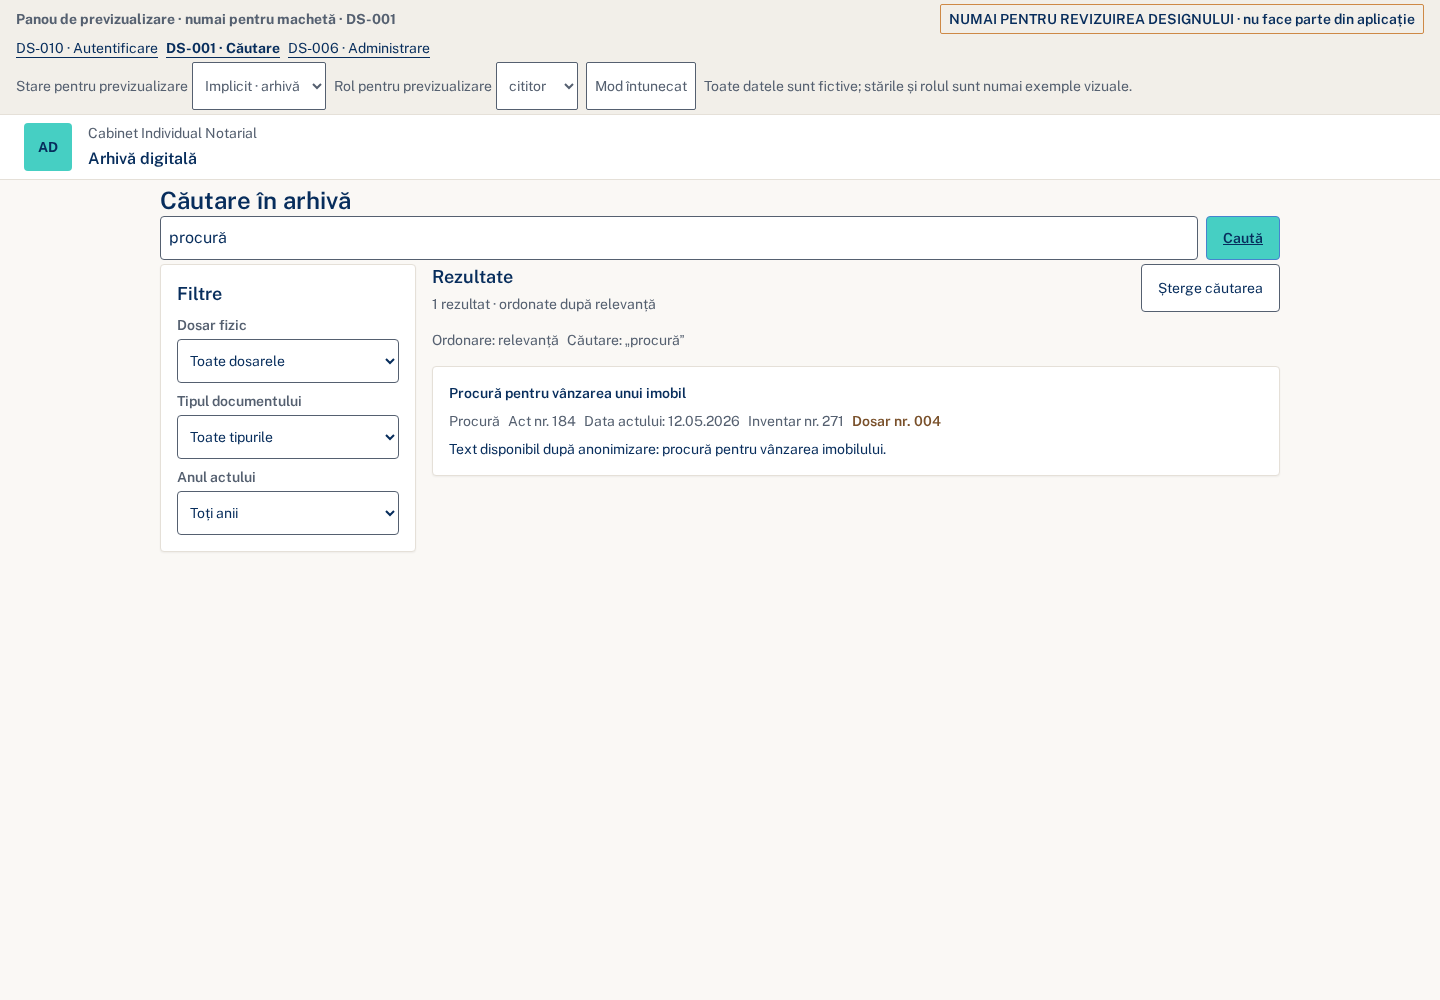 Panou de previzualizare · numai pentru machetă · DS-001
NUMAI PENTRU REVIZUIREA DESIGNULUI · nu face parte din aplicație
DS-010 · Autentificare DS-001 · Căutare DS-006 · Administrare
Stare pentru previzualizare Implicit · arhivă Rol pentru previzualizare cititor Mod întunecat Toate datele sunt fictive; stările și rolul sunt numai exemple vizuale.
AD
Cabinet Individual Notarial
Arhivă digitală
Căutare în arhivă
procură
Caută
Filtre
Dosar fizic
Toate dosarele
Tipul documentului
Toate tipurile
Anul actului
Toți anii
Rezultate
1 rezultat · ordonate după relevanță
Șterge căutarea
Ordonare: relevanță Căutare: „procură”
Procură pentru vânzarea unui imobil
Procură Act nr. 184 Data actului: 12.05.2026 Inventar nr. 271 Dosar nr. 004
Text disponibil după anonimizare: procură pentru vânzarea imobilului.